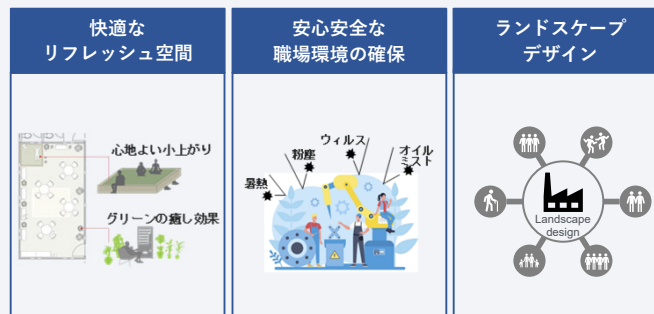 快適な
リフレッシュ空間
心地よい小上がり
グリーンの癒し効果
安心安全な
職場環境の確保
ウィルス
粉塵
オイル
ミスト
暑熱
ランドスケープ
デザイン
Landscape
design